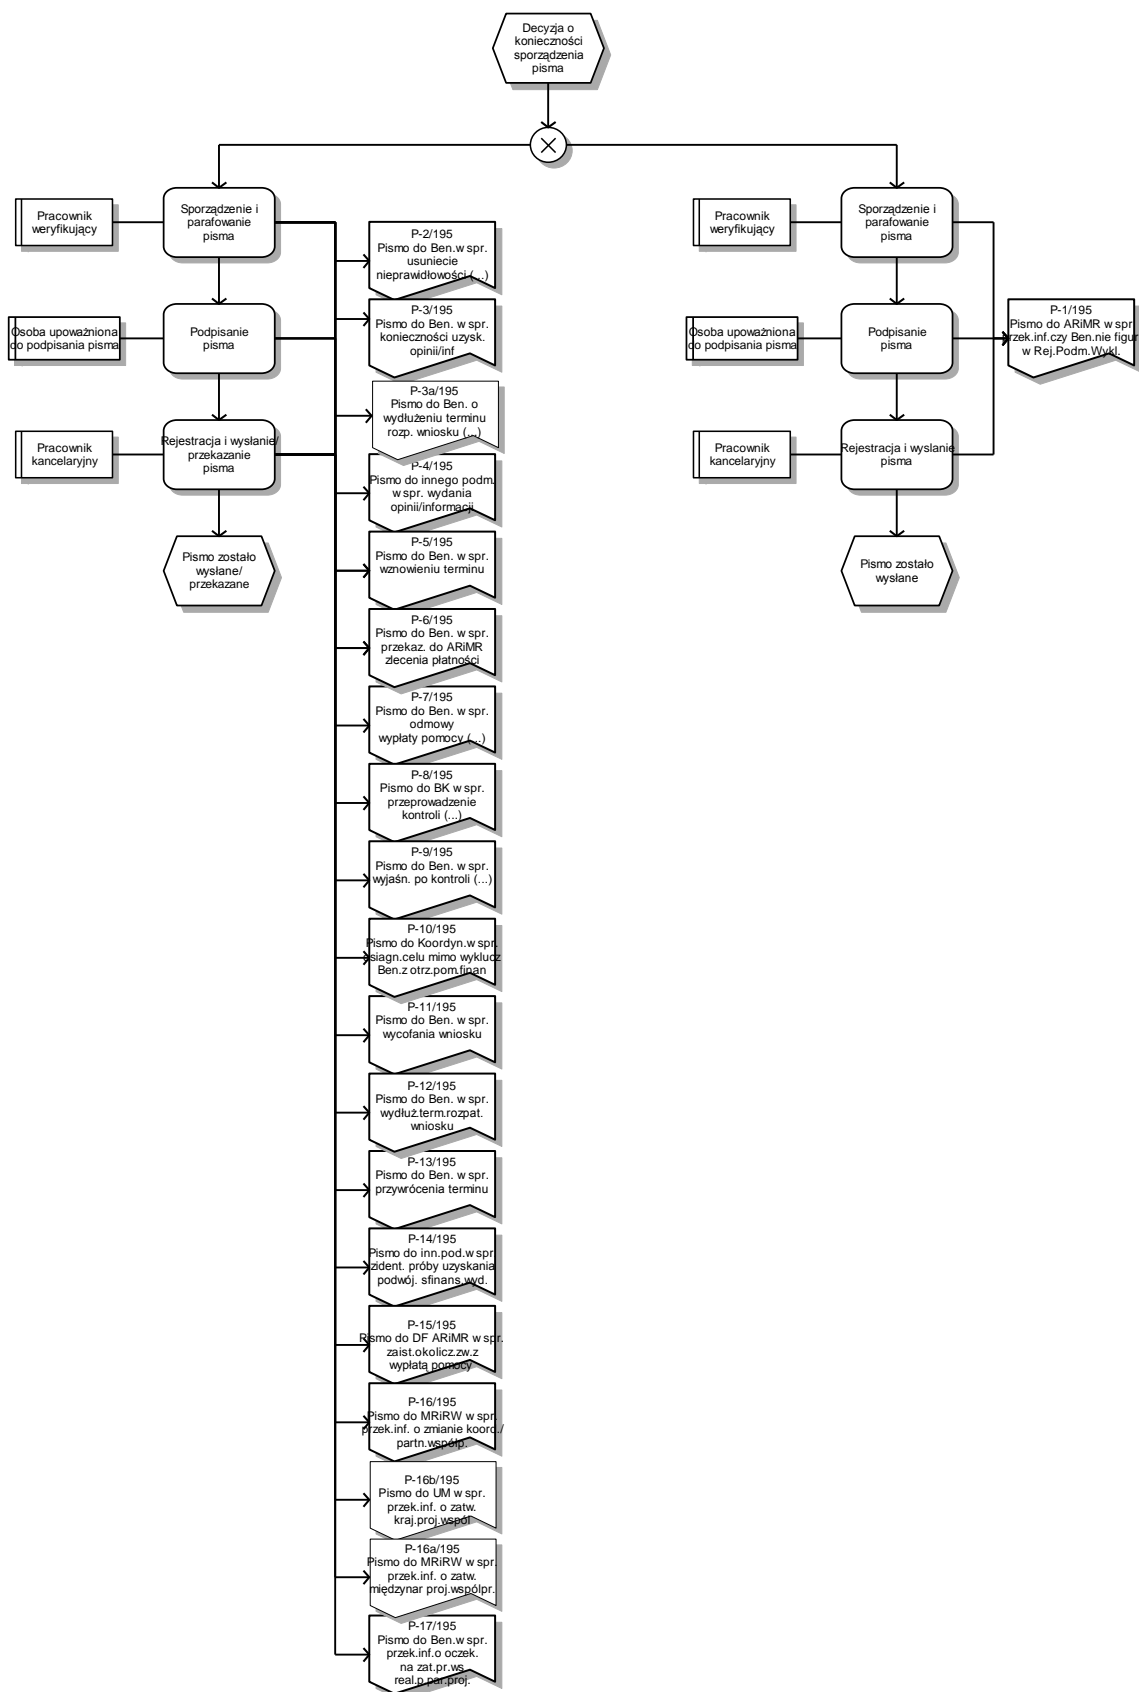 Decyzja o
konieczności
sporządzenia
pisma
Pracownik
weryfikujący
Sporządzenie i
parafowanie
pisma
Osoba upoważniona
do podpisania pisma
Podpisanie
pisma
Pracownik
kancelaryjny
Rejestracja i wysłanie/
przekazanie
pisma
Pismo zostało
wysłane/
przekazane
P-2/195
Pismo do Ben.w spr.
usuniecie
nieprawidłowości (...)
P-3/195
Pismo do Ben. w spr.
konieczności uzysk.
opinii/inf
P-3a/195
Pismo do Ben. o
wydłużeniu terminu
rozp. wniosku (...)
P-4/195
Pismo do innego podm.
w spr. wydania
opinii/informacji
P-5/195
Pismo do Ben. w spr.
wznowieniu terminu
P-6/195
Pismo do Ben. w spr.
przekaz. do ARiMR
zlecenia płatności
P-7/195
Pismo do Ben. w spr.
odmowy
wypłaty pomocy (...)
P-8/195
Pismo do BK w spr.
przeprowadzenie
kontroli (...)
P-9/195
Pismo do Ben. w spr.
wyjaśn. po kontroli (...)
P-10/195
Pismo do Koordyn.w spr.
osiagn.celu mimo wyklucz
Ben.z otrz.pom.finan
P-11/195
Pismo do Ben. w spr.
wycofania wniosku
P-12/195
Pismo do Ben. w spr.
wydłuż.term.rozpat.
wniosku
P-13/195
Pismo do Ben. w spr.
przywrócenia terminu
P-14/195
Pismo do inn.pod.w spr.
zident. próby uzyskania
podwój. sfinans.wyd.
P-15/195
Pismo do DF ARiMR w spr.
zaist.okolicz.zw.z
wypłatą pomocy
P-16/195
Pismo do MRiRW w spr.
przek.inf. o zmianie koord./
partn.współp.
P-16b/195
Pismo do UM w spr.
przek.inf. o zatw.
kraj.proj.wspól
P-16a/195
Pismo do MRiRW w spr.
przek.inf. o zatw.
międzynar proj.wspólpr.
P-17/195
Pismo do Ben.w spr.
przek.inf.o oczek.
na zat.pr.ws
real.p.par.proj.
Pracownik
weryfikujący
Sporządzenie i
parafowanie
pisma
Osoba upoważniona
do podpisania pisma
Podpisanie
pisma
Pracownik
kancelaryjny
Rejestracja i wyslanie
pisma
Pismo zostało
wysłane
P-1/195
Pismo do ARiMR w spr.
przek.inf.czy Ben.nie figur
w Rej.Podm.Wykl.